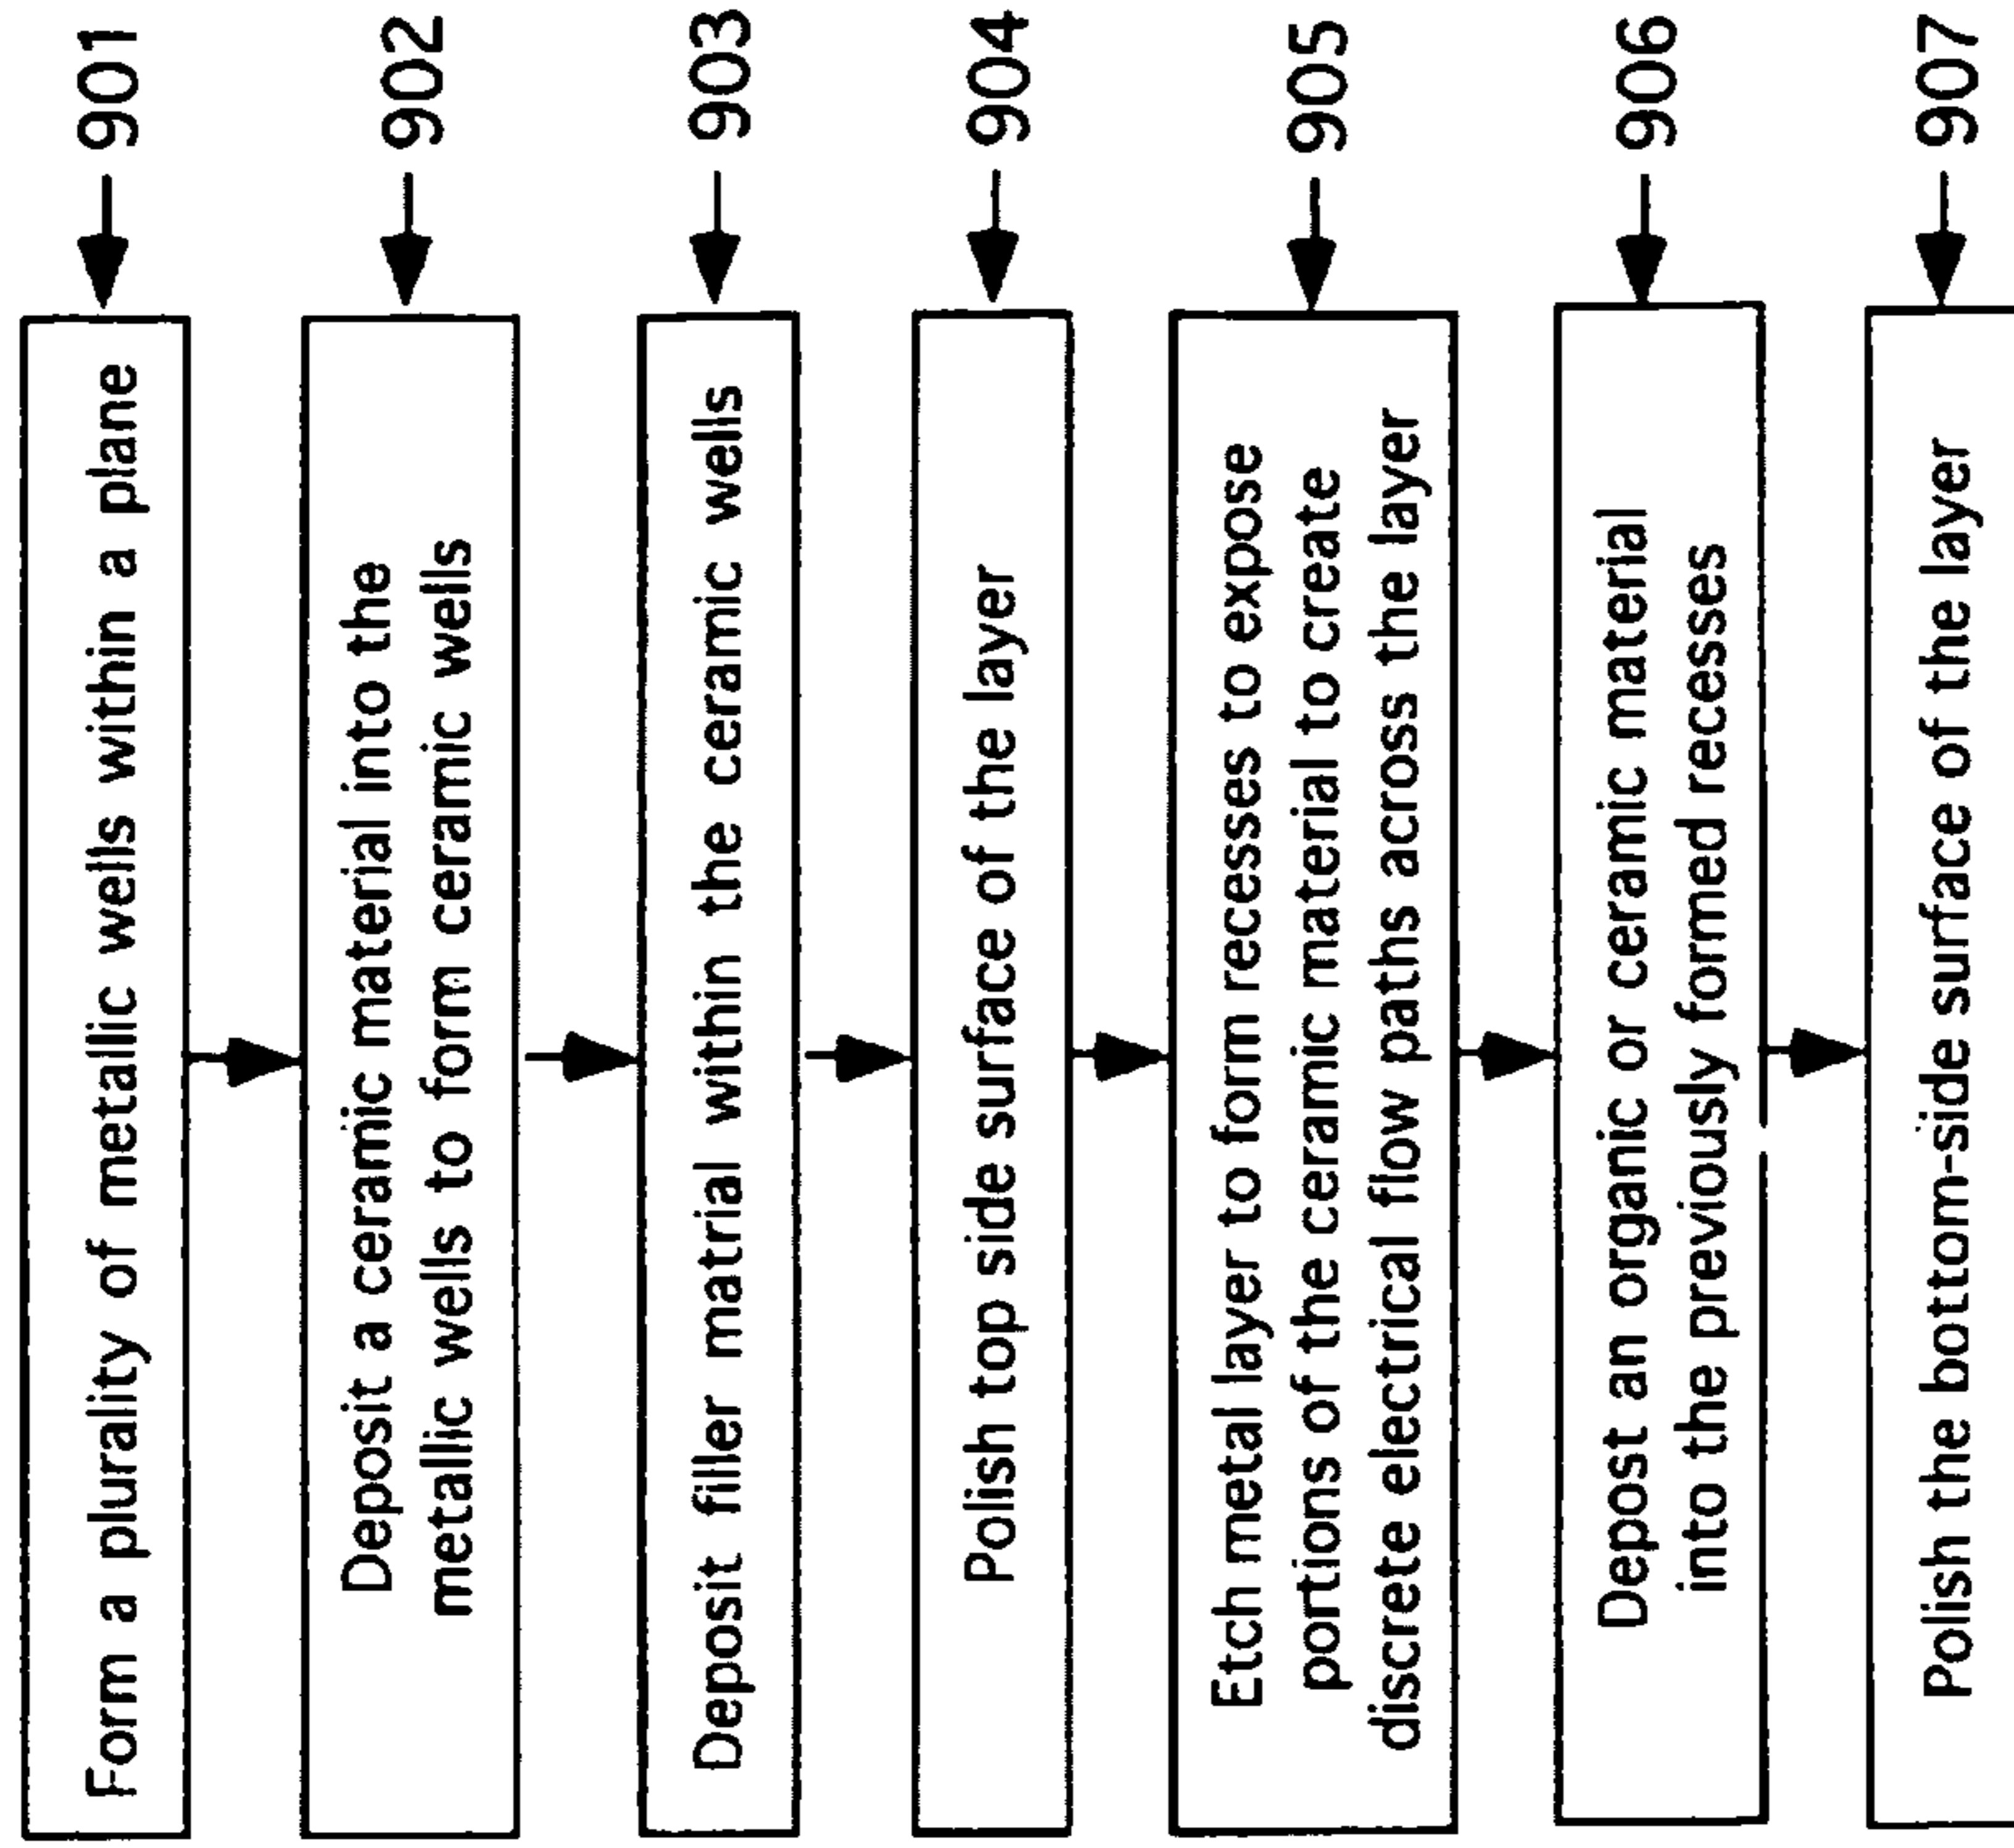 Form a plurality of metallic wells within a plane
901
Deposit a ceramic material into the
metallic wells to form ceramic wells
902
Deposit filler matrial within the ceramic wells
903
Polish top side surface of the layer
904
Etch metal layer to form recesses to expose
portions of the ceramic material to create
discrete electrical flow paths across the layer
905
Depost an organic or ceramic material
into the previously formed recesses
906
Polish the bottom-side surface of the layer
907